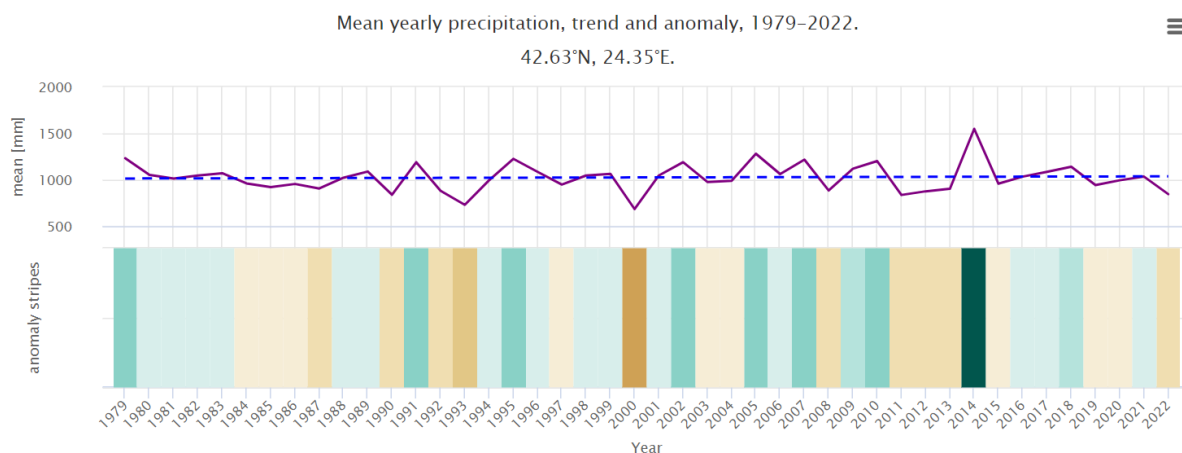 Mean yearly precipitation, trend and anomaly, 1979–2022.
42.63°N, 24.35°E.
2000
1500
1000
500
mean [mm]
anomaly stripes
1979 1980 1981 1982 1983 1984 1985 1986 1987 1988 1989 1990 1991 1992 1993 1994 1995 1996 1997 1998 1999 2000 2001 2002 2003 2004 2005 2006 2007 2008 2009 2010 2011 2012 2013 2014 2015 2016 2017 2018 2019 2020 2021 2022
Year